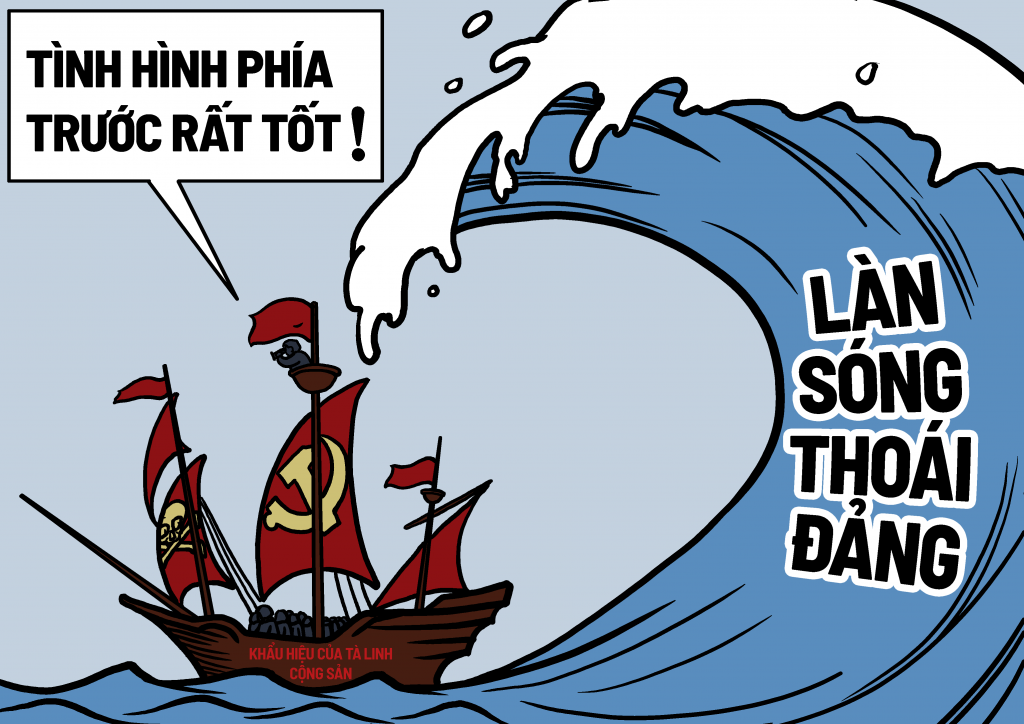 TÌNH HÌNH PHÍA
TRƯỚC RẤT TỐT!
LÀN
SÓNG
THOÁI
ĐẢNG
KHẨU HIỆU CỦA TÀ LINH
CỘNG SẢN